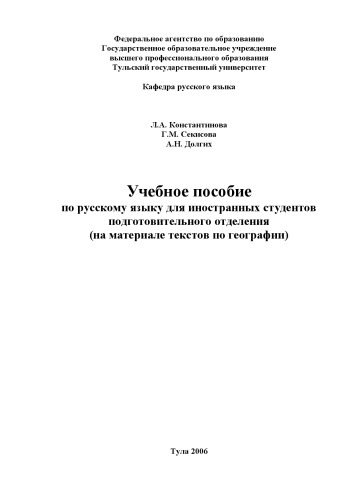 Федеральное агентство по образованию
Государственное образовательное учреждение
высшего профессионального образования
Тульский государственный университет
Кафедра русского языка
Л.А. Константинова
Г.М. Секисова
А.Н. Долгих
Учебное пособие
по русскому языку для иностранных студентов
подготовительного отделения
(на материале текстов по географии)
Тула 2006